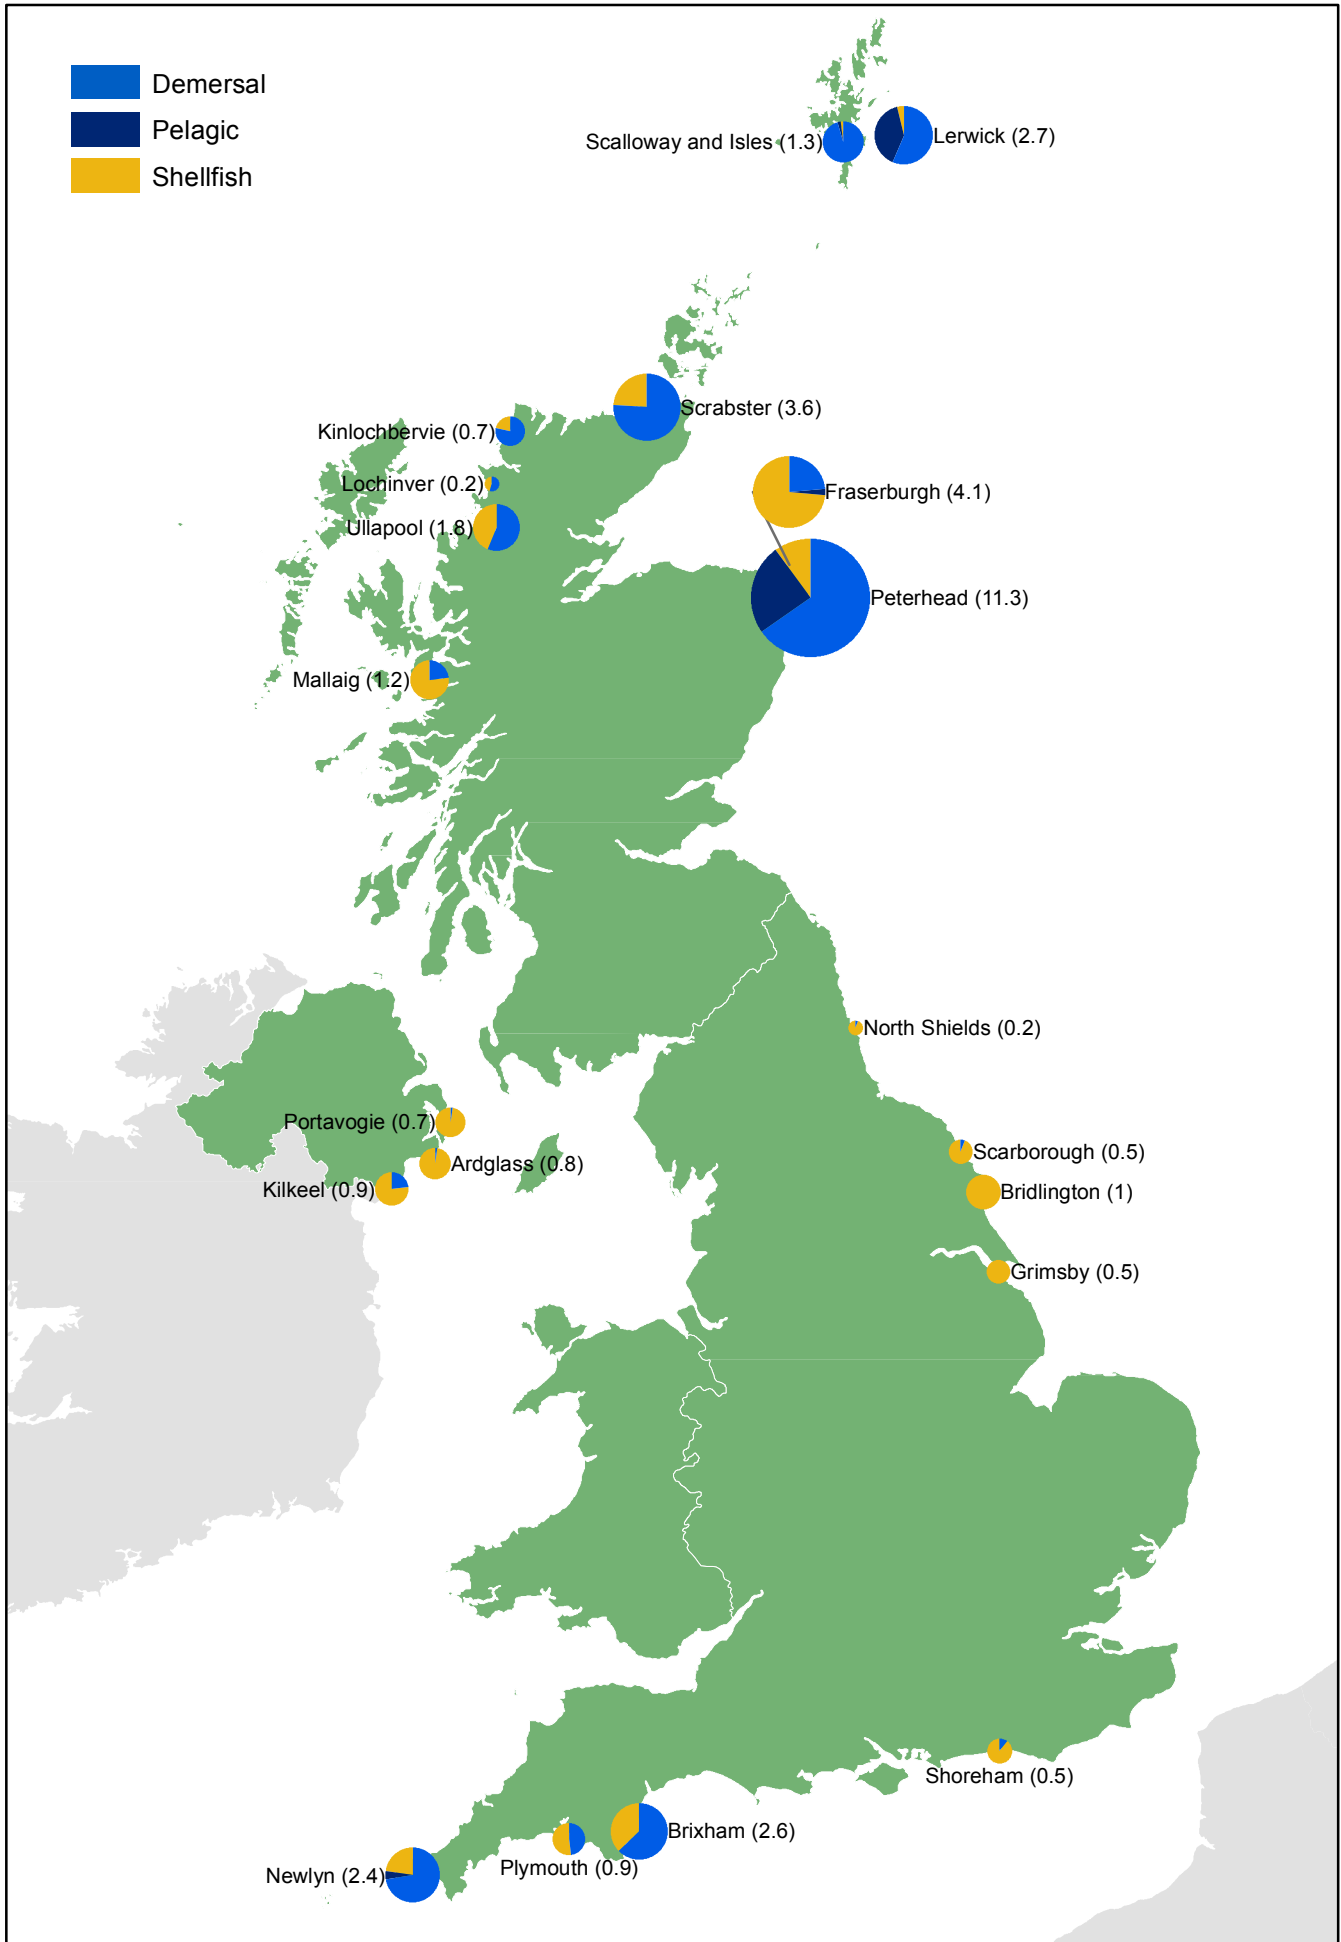 Demersal
Pelagic
Shellfish
Scalloway and Isles (1.3)
Lerwick (2.7)
Scrabster (3.6)
Kinlochbervie (0.7)
Lochinver (0.2)
Fraserburgh (4.1)
Ullapool (1.8)
Peterhead (11.3)
Mallaig (1.2)
North Shields (0.2)
Portavogie (0.7)
Scarborough (0.5)
Ardglass (0.8)
Kilkeel (0.9)
Bridlington (1)
Grimsby (0.5)
Shoreham (0.5)
Brixham (2.6)
Plymouth (0.9)
Newlyn (2.4)